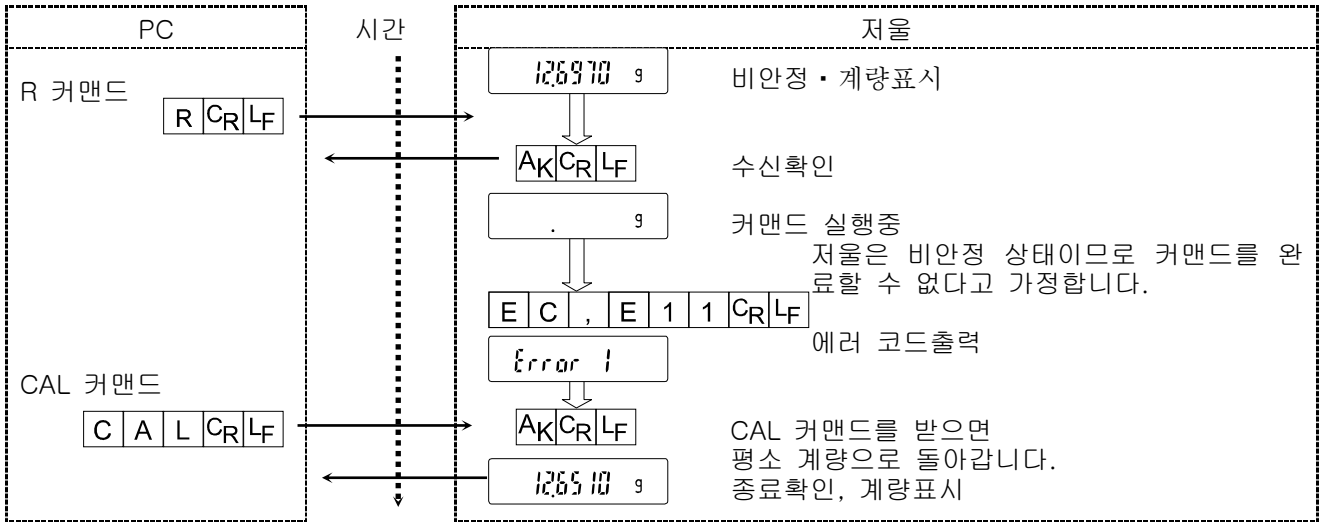 PC
시간
저울
R 커맨드
R CR LF
12.6970 g
비안정・계량표시
AK CR LF
수신확인
. g
커맨드 실행중
저울은 비안정 상태이므로 커맨드를 완
료할 수 없다고 가정합니다.
E C , E 1 1 CR LF
에러 코드출력
Error 1
CAL 커맨드
C A L CR LF
AK CR LF
CAL 커맨드를 받으면
평소 계량으로 돌아갑니다.
12.6510 g
종료확인, 계량표시